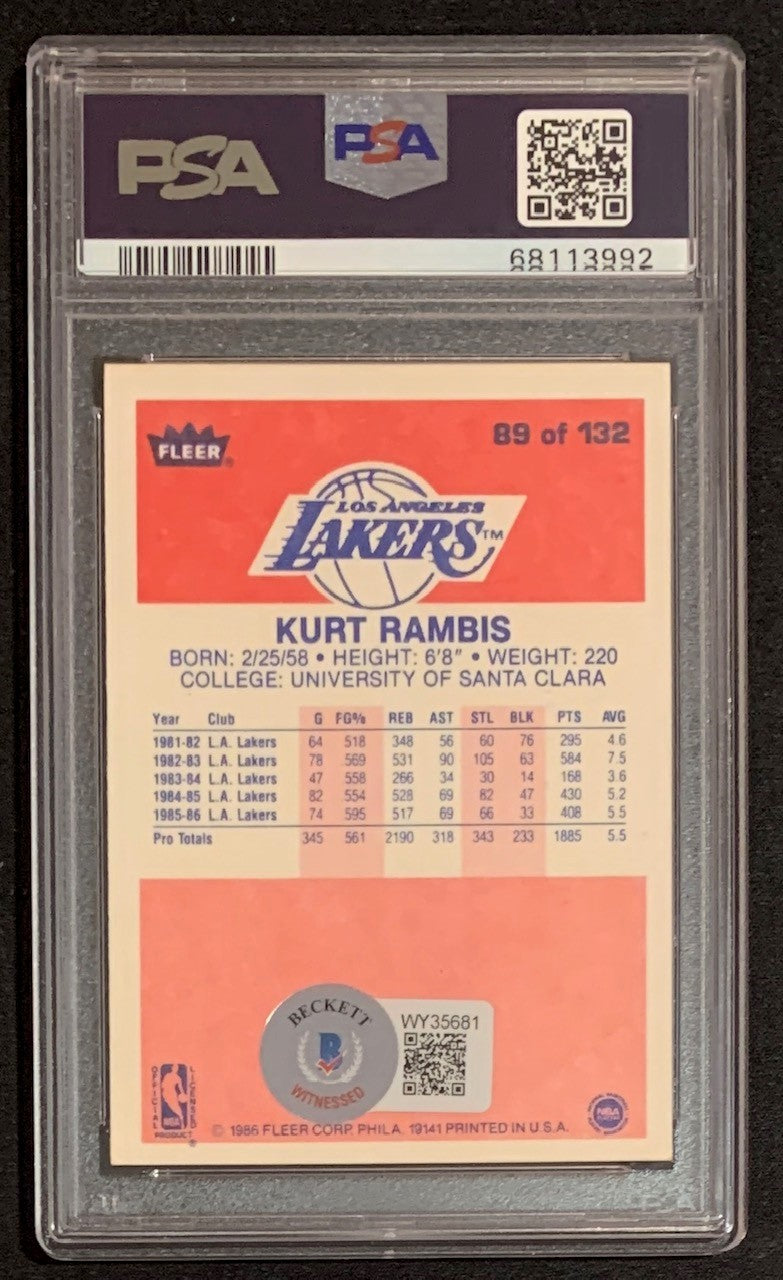 PSA
PSA
68113992
FLEER®
89 of 132
LOS ANGELES
LAKERS™
KURT RAMBIS
BORN: 2/25/58 • HEIGHT: 6'8" • WEIGHT: 220
COLLEGE: UNIVERSITY OF SANTA CLARA
Year Club G FG% REB AST STL BLK PTS AVG
1981-82 L.A. Lakers 64 518 348 56 60 76 295 4.6
1982-83 L.A. Lakers 78 569 531 90 105 63 584 7.5
1983-84 L.A. Lakers 47 558 266 34 30 14 168 3.6
1984-85 L.A. Lakers 82 554 528 69 82 47 430 5.2
1985-86 L.A. Lakers 74 595 517 69 66 33 408 5.5
Pro Totals 345 561 2190 318 343 233 1885 5.5
BECKETT
B
WITNESSED
WY35681
OFFICIAL
LICENSED
NBA
PRODUCT®
© 1986 FLEER CORP. PHILA. 19141 PRINTED IN U.S.A.
NBA